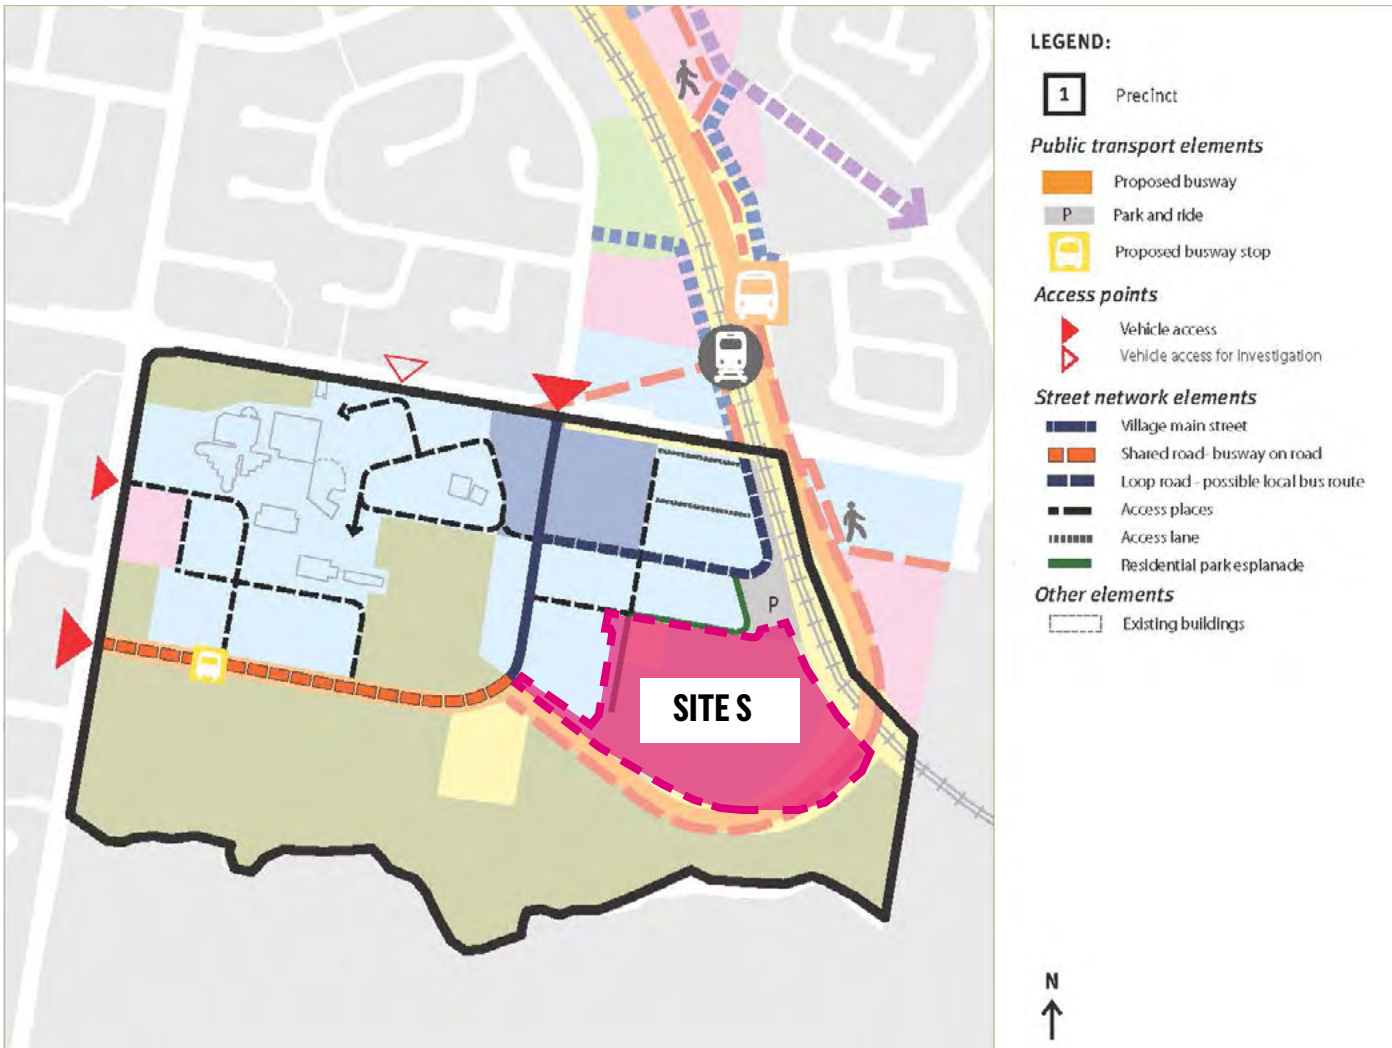 LEGEND:
1
Precinct
Public transport elements
Proposed busway
P
Park and ride
Proposed busway stop
Access points
Vehicle access
Vehicle access for investigation
Street network elements
Village main street
Shared road- busway on road
Loop road - possible local bus route
Access places
Access lane
Residential park esplanade
Other elements
Existing buildings
P
SITE S
N